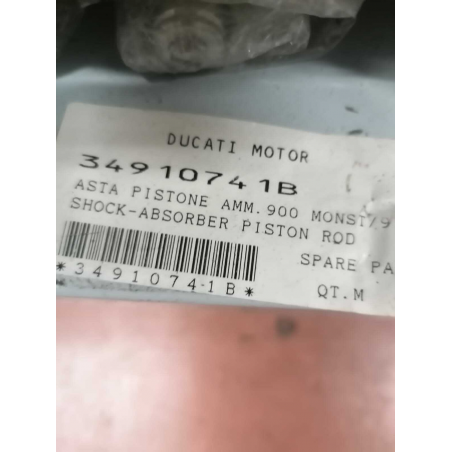 DUCATI MOTOR
34910741B
ASTA PISTONE AMM.900 MONST/9
SHOCK-ABSORBER PISTON ROD
SPARE PA
*34910741B*
QT.M